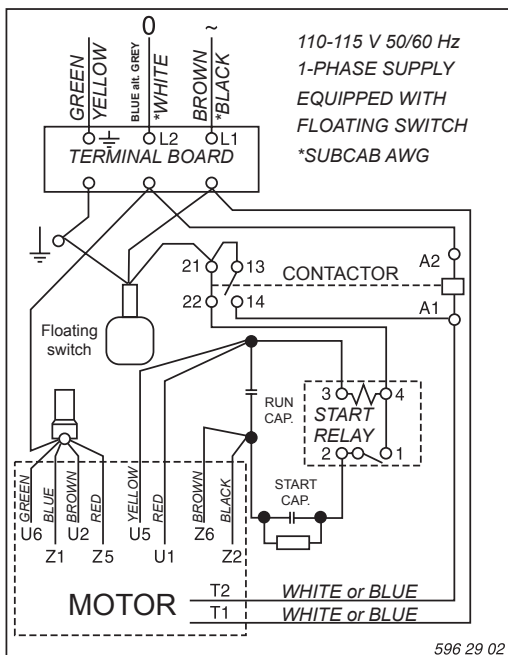 0 ~
GREEN
YELLOW
BLUE alt. GREY
*WHITE
BROWN
*BLACK
110-115 V 50/60 Hz
1-PHASE SUPPLY
EQUIPPED WITH
FLOATING SWITCH
*SUBCAB AWG
L2 L1
TERMINAL BOARD
A2
21 13
CONTACTOR
22 14
A1
Floating
switch
RUN
CAP.
3 4
START
RELAY
2 1
START
CAP.
GREEN BLUE BROWN RED YELLOW RED BROWN BLACK
U6 U2 U5 Z6
Z1 Z5 U1 Z2
MOTOR
T2 WHITE or BLUE
T1 WHITE or BLUE
596 29 02